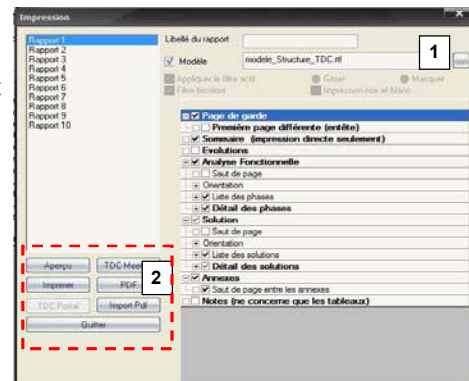 Impression
Rapport 1
Rapport 2
Rapport 3
Rapport 4
Rapport 5
Rapport 6
Rapport 7
Rapport 8
Rapport 9
Rapport 10
Libellé du rapport
Modèle modele_Structure_TDC.rtf
1
Appliquer le filtre actif Griser Masquer
Filtre bicolore Impression noir et blanc
Page de garde
Première page différente (entête)
Sommaire (impression directe seulement)
Evolutions
Analyse Fonctionnelle
Saut de page
Orientation
Liste des phases
Détail des phases
Solution
Saut de page
Orientation
Liste des solutions
Détail des solutions
Annexes
Saut de page entre les annexes
Notes (ne concerne que les tableaux)
Aperçu TDC
2
Imprimer PDF
TDC Portal Import Pdf
Quitter